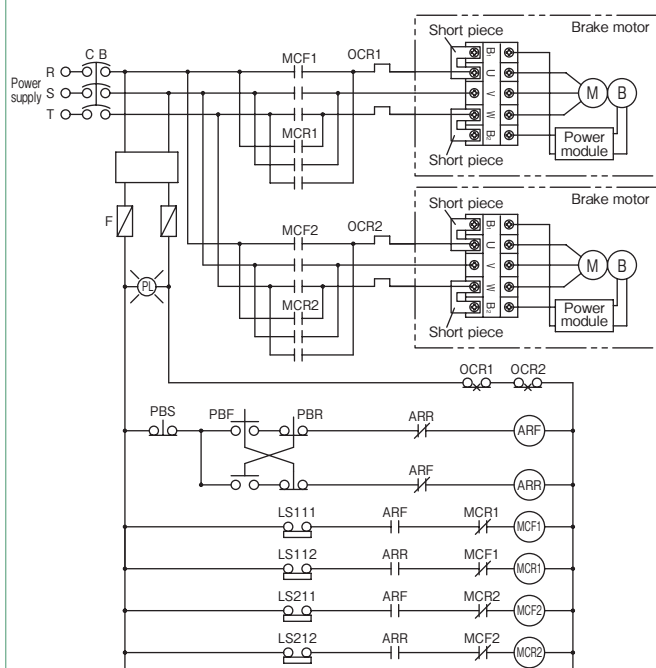 Short piece
Brake motor
C B
MCF1
OCR1
R
Power
supply
S
T
B₁
U
V
W
B₂
M
B
MCR1
Power
module
Short piece
Short piece
Brake motor
F
MCF2
OCR2
B₁
U
V
W
B₂
M
B
PL
MCR2
Power
module
Short piece
OCR1 OCR2
PBS PBF PBR ARR
ARF
ARF
ARR
LS111 ARF MCR1
MCF1
LS112 ARR MCF1
MCR1
LS211 ARF MCR2
MCF2
LS212 ARR MCF2
MCR2